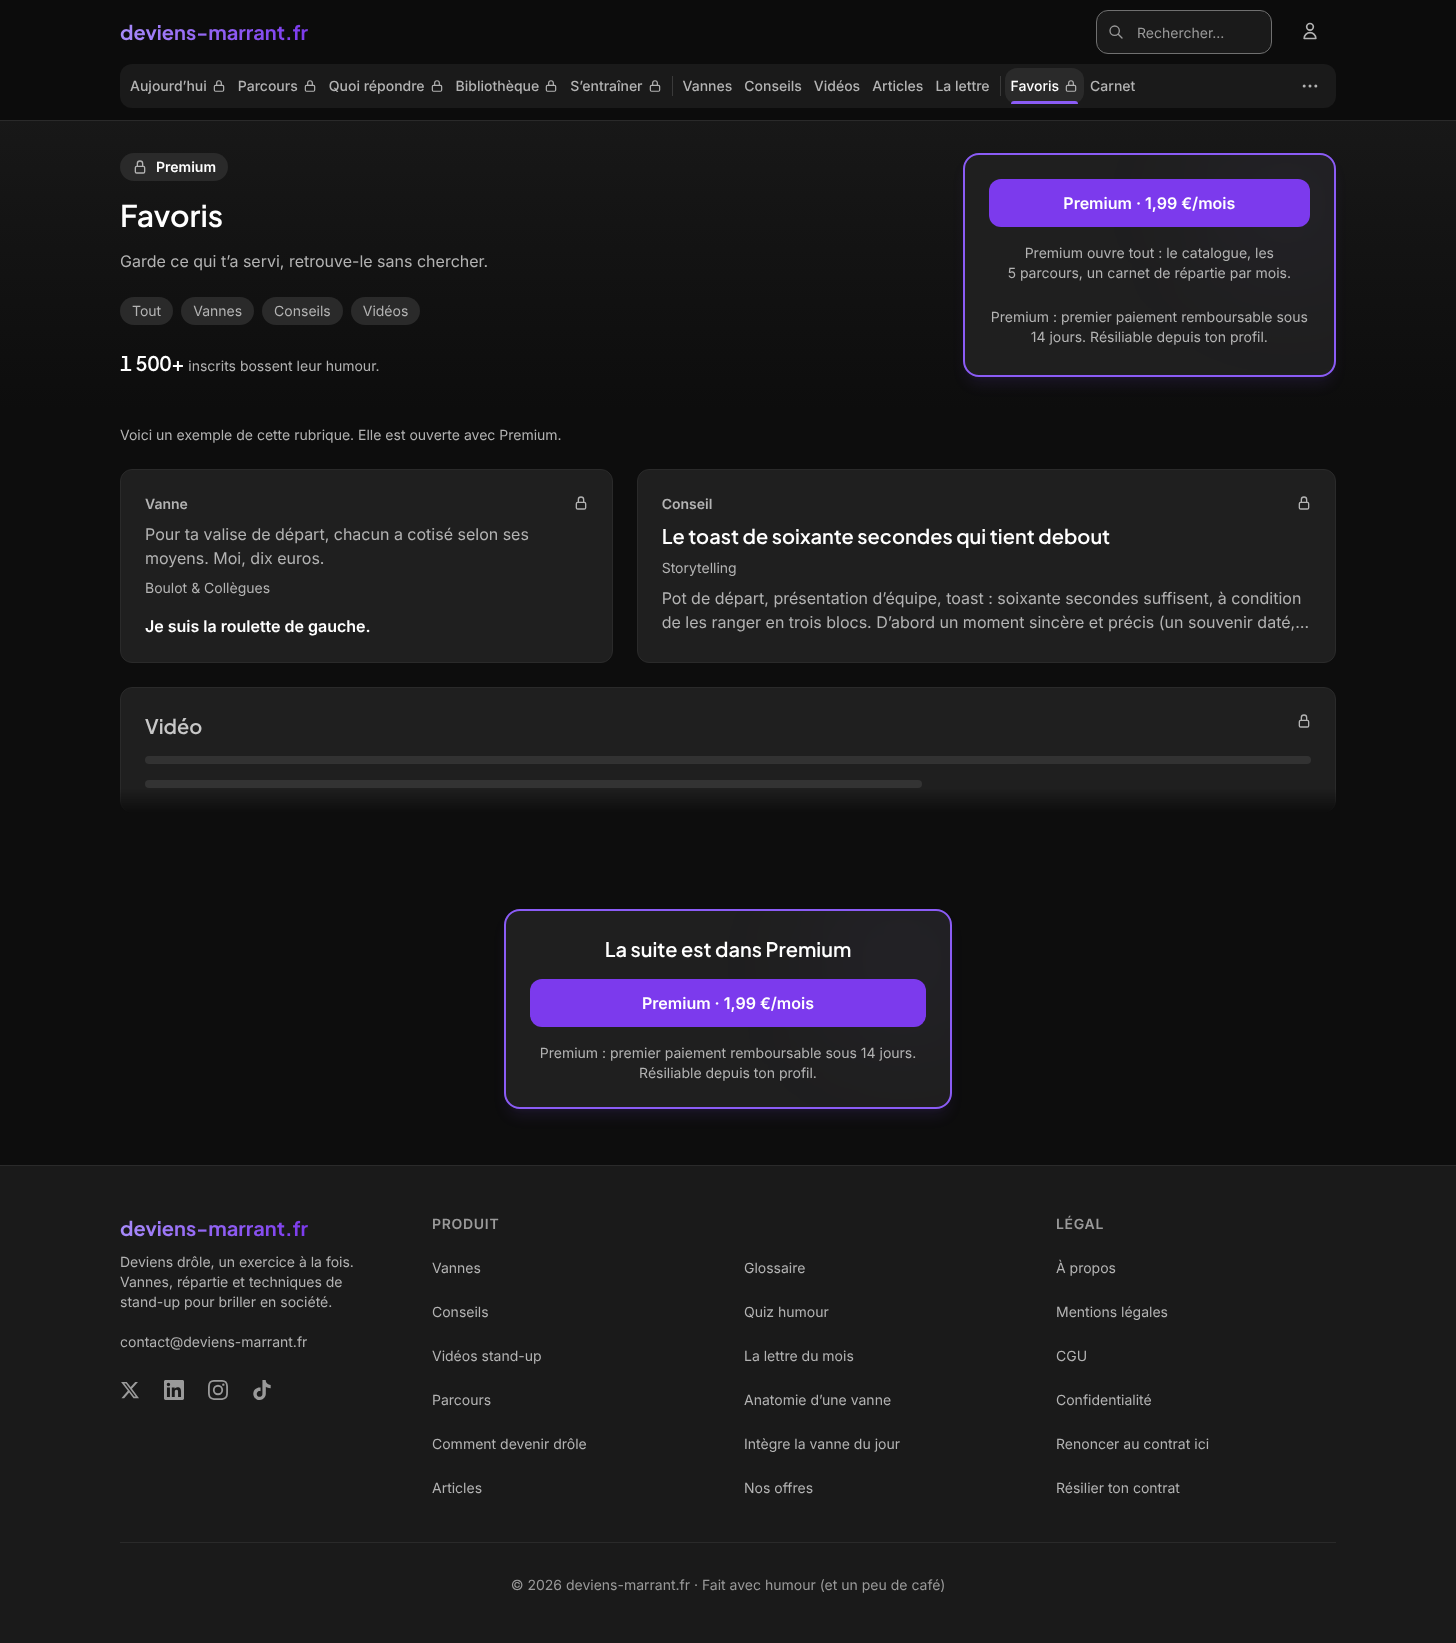 deviens-marrant.fr
Rechercher...
Aujourd’hui Parcours Quoi répondre Bibliothèque S’entraîner Vannes Conseils Vidéos Articles La lettre Favoris Carnet
Premium
Favoris
Garde ce qui t’a servi, retrouve-le sans chercher.
Tout Vannes Conseils Vidéos
1 500+ inscrits bossent leur humour.
Premium · 1,99 €/mois
Premium ouvre tout : le catalogue, les
5 parcours, un carnet de répartie par mois.
Premium : premier paiement remboursable sous
14 jours. Résiliable depuis ton profil.
Voici un exemple de cette rubrique. Elle est ouverte avec Premium.
Vanne
Pour ta valise de départ, chacun a cotisé selon ses
moyens. Moi, dix euros.
Boulot & Collègues
Je suis la roulette de gauche.
Conseil
Le toast de soixante secondes qui tient debout
Storytelling
Pot de départ, présentation d’équipe, toast : soixante secondes suffisent, à condition
de les ranger en trois blocs. D’abord un moment sincère et précis (un souvenir daté,...
Vidéo
La suite est dans Premium
Premium · 1,99 €/mois
Premium : premier paiement remboursable sous 14 jours.
Résiliable depuis ton profil.
deviens-marrant.fr
Deviens drôle, un exercice à la fois.
Vannes, répartie et techniques de
stand-up pour briller en société.
contact@deviens-marrant.fr
PRODUIT
Vannes
Conseils
Vidéos stand-up
Parcours
Comment devenir drôle
Articles
Glossaire
Quiz humour
La lettre du mois
Anatomie d’une vanne
Intègre la vanne du jour
Nos offres
LÉGAL
À propos
Mentions légales
CGU
Confidentialité
Renoncer au contrat ici
Résilier ton contrat
© 2026 deviens-marrant.fr · Fait avec humour (et un peu de café)